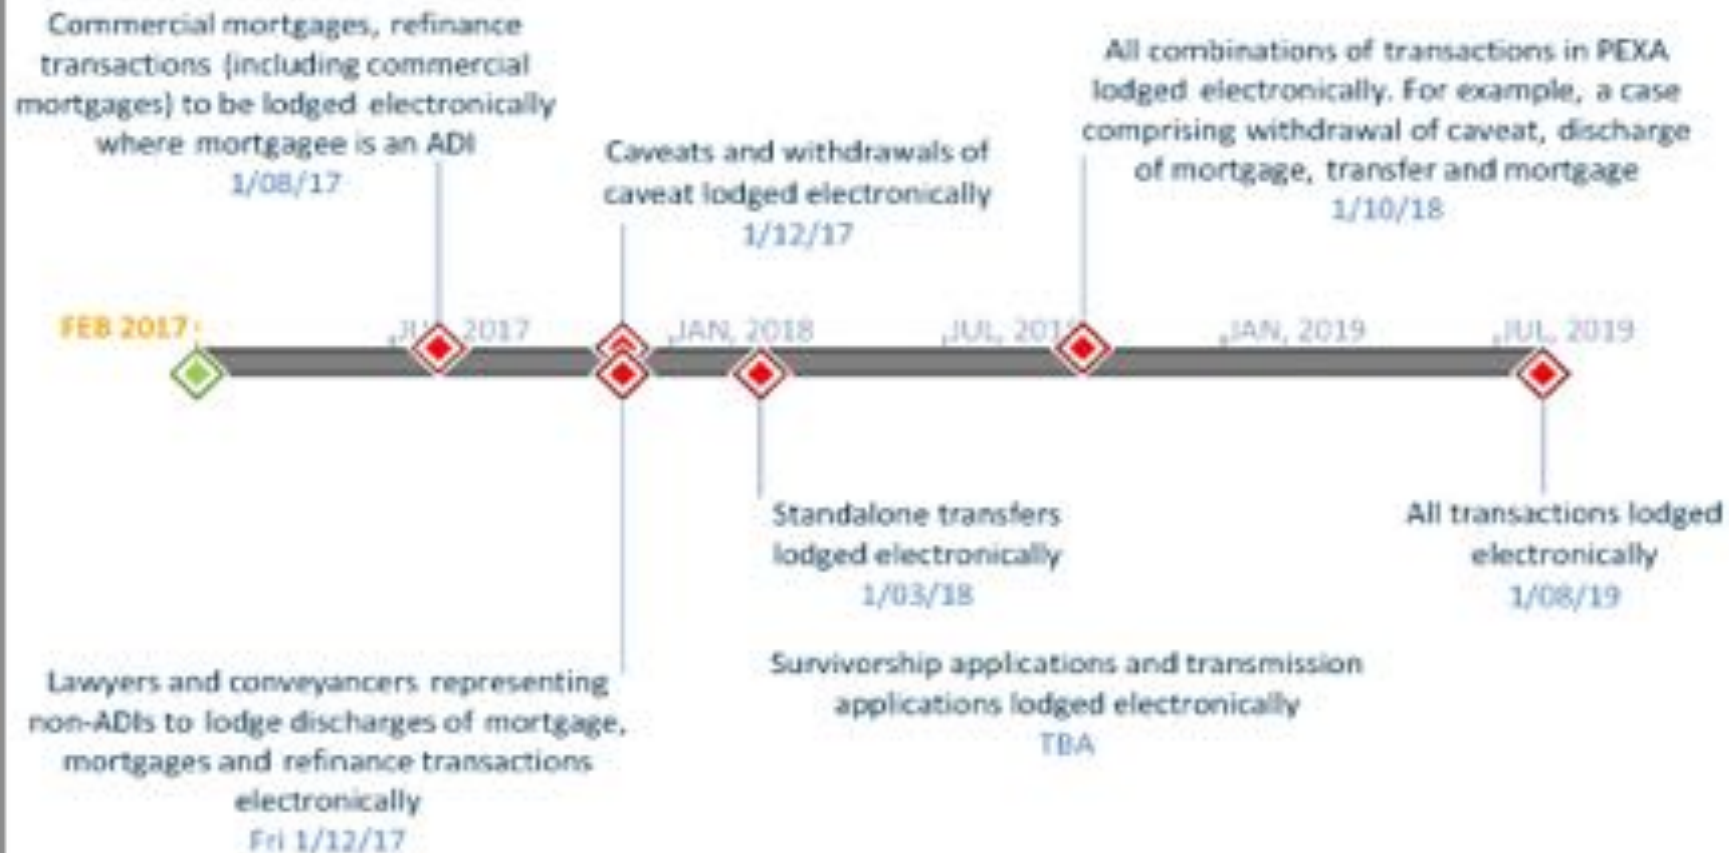 Commercial mortgages, refinance
transactions (including commercial
mortgages) to be lodged electronically
where mortgagee is an ADI
1/08/17
Caveats and withdrawals of
caveat lodged electronically
1/12/17
All combinations of transactions in PEXA
lodged electronically. For example, a case
comprising withdrawal of caveat, discharge
of mortgage, transfer and mortgage
1/10/18
FEB 2017
2017
JAN, 2018
JUL, 201
JAN, 2019
JUL, 2019
Standalone transfers
lodged electronically
1/03/18
All transactions lodged
electronically
1/08/19
Survivorship applications and transmission
applications lodged electronically
TBA
Lawyers and conveyancers representing
non-ADIs to lodge discharges of mortgage,
mortgages and refinance transactions
electronically
Fri 1/12/17